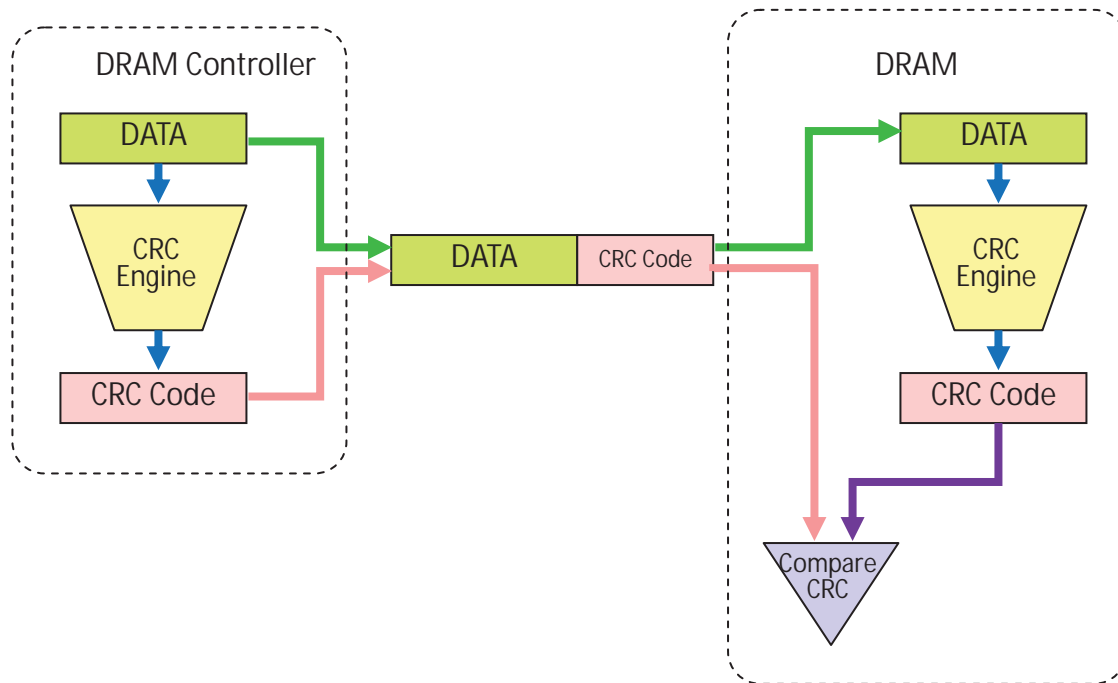 DRAM Controller
DATA
CRC
Engine
CRC Code
DATA
CRC Code
DRAM
DATA
CRC
Engine
CRC Code
Compare
CRC